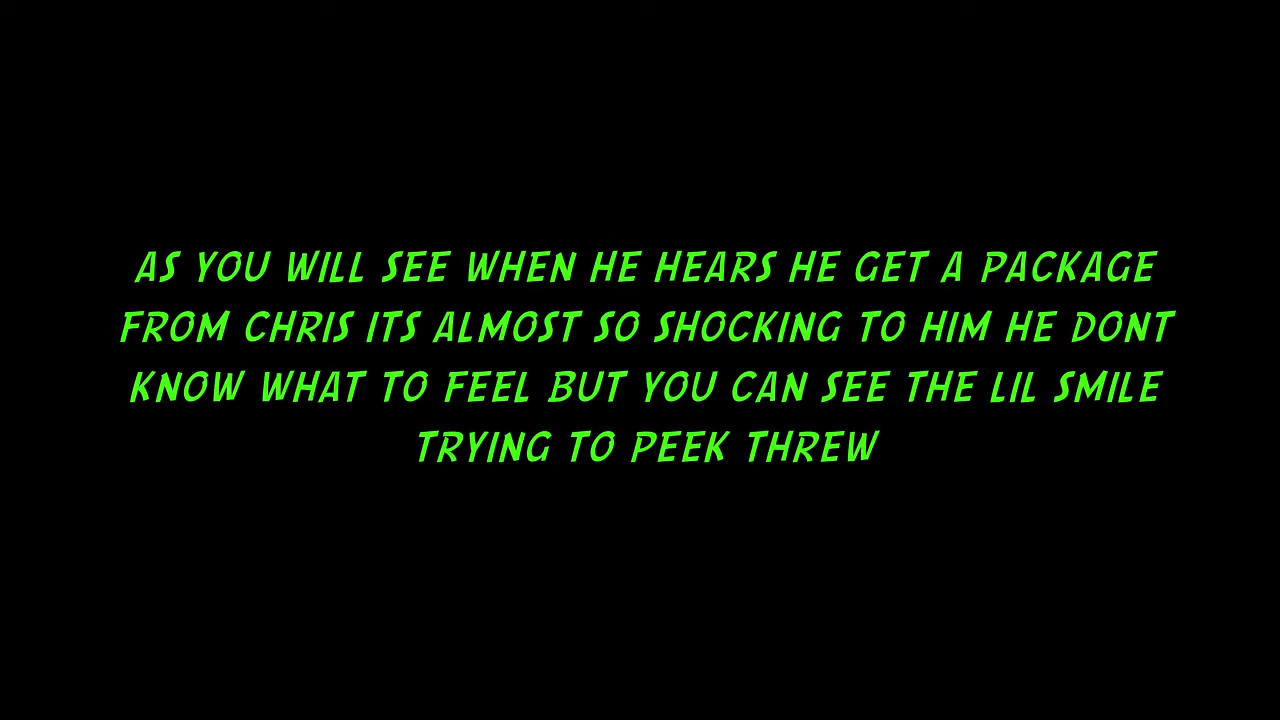 AS YOU WILL SEE WHEN HE HEARS HE GET A PACKAGE
FROM CHRIS ITS ALMOST SO SHOCKING TO HIM HE DONT
KNOW WHAT TO FEEL BUT YOU CAN SEE THE LIL SMILE
TRYING TO PEEK THREW